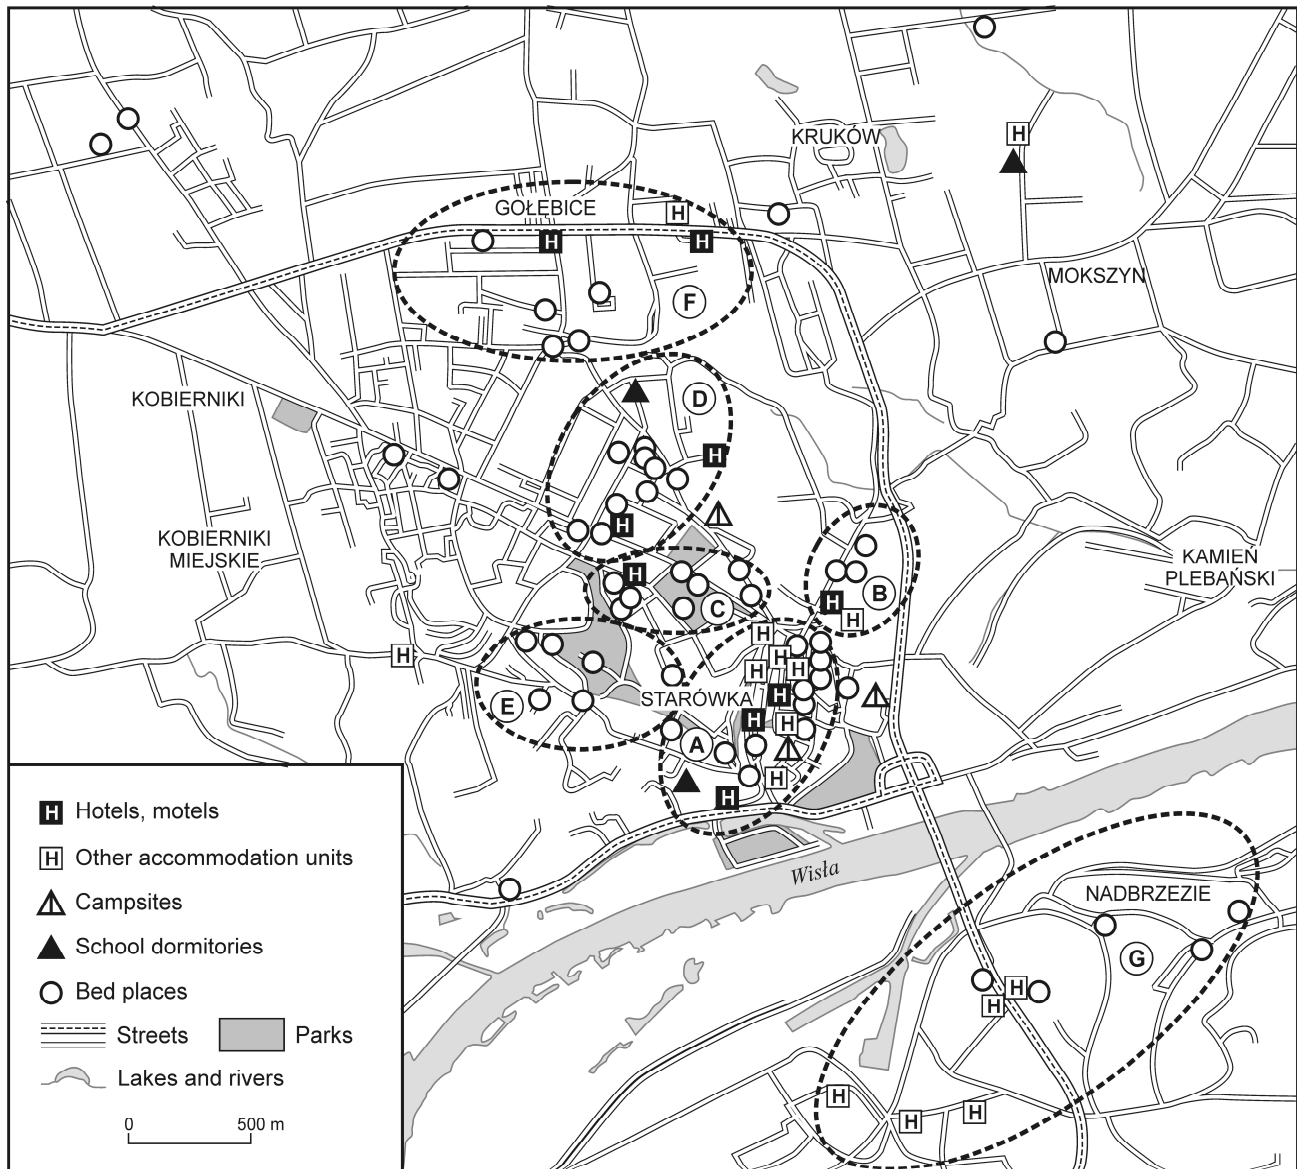 KRUKÓW
H
GOŁĘBICE
H
H
H
MOKSZYN
F
KOBIERNIKI
D
H
H
KOBIERNIKI
MIEJSKIE
KAMIEŃ
PLEBAŃSKI
H
B
C
H
H
H
H
H
H
H
STARÓWKA
H
E
H
H
A
H
H
Wisła
NADBRZEZIE
G
H
H
H
H
H
H Hotels, motels
H Other accommodation units
Campsites
School dormitories
Bed places
Streets Parks
Lakes and rivers
0 500 m